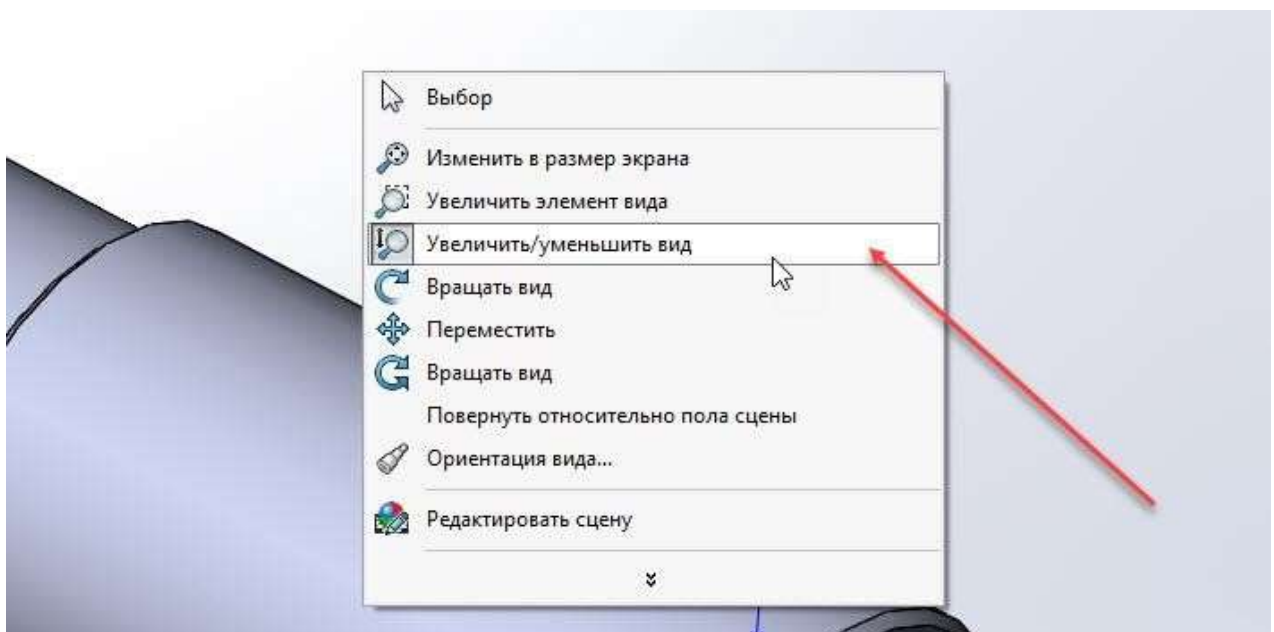 Выбор
Изменить в размер экрана
Увеличить элемент вида
Увеличить/уменьшить вид
Вращать вид
Переместить
Вращать вид
Повернуть относительно пола сцены
Ориентация вида...
Редактировать сцену